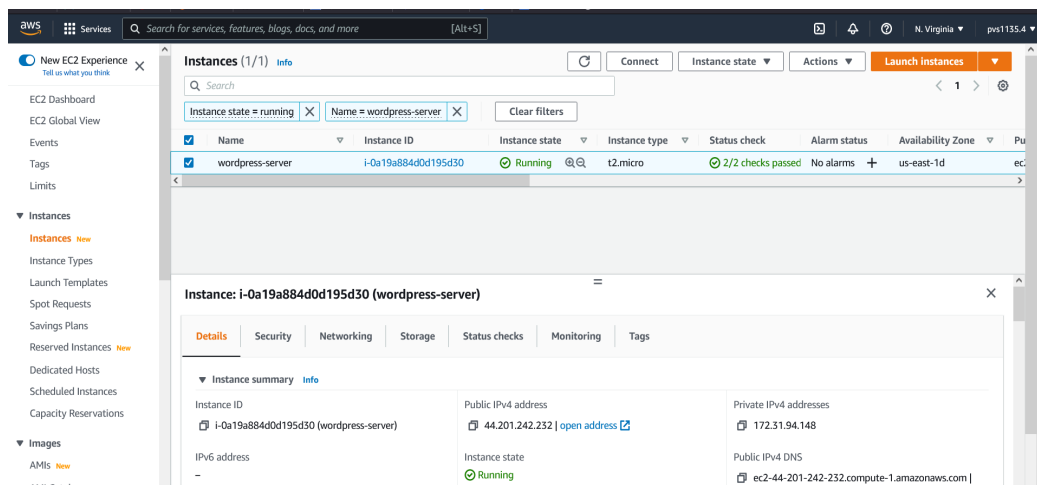 aws Services Search for services, features, blogs, docs, and more [Alt+S] N. Virginia ▼ pvs1135.4 ▼
New EC2 Experience
Tell us what you think
EC2 Dashboard
EC2 Global View
Events
Tags
Limits
▼ Instances
Instances New
Instance Types
Launch Templates
Spot Requests
Savings Plans
Reserved Instances New
Dedicated Hosts
Scheduled Instances
Capacity Reservations
▼ Images
AMIs New
Instances (1/1) Info Connect Instance state ▼ Actions ▼ Launch instances ▼
Search < 1 >
Instance state = running X Name = wordpress-server X Clear filters
Name Instance ID Instance state Instance type Status check Alarm status Availability Zone Pu
wordpress-server i-0a19a884d0d195d30 Running t2.micro 2/2 checks passed No alarms + us-east-1d ec2
Instance: i-0a19a884d0d195d30 (wordpress-server)
Details Security Networking Storage Status checks Monitoring Tags
▼ Instance summary Info
Instance ID Public IPv4 address Private IPv4 addresses
i-0a19a884d0d195d30 (wordpress-server) 44.201.242.232 | open address 172.31.94.148
IPv6 address Instance state Public IPv4 DNS
– Running ec2-44-201-242-232.compute-1.amazonaws.com |